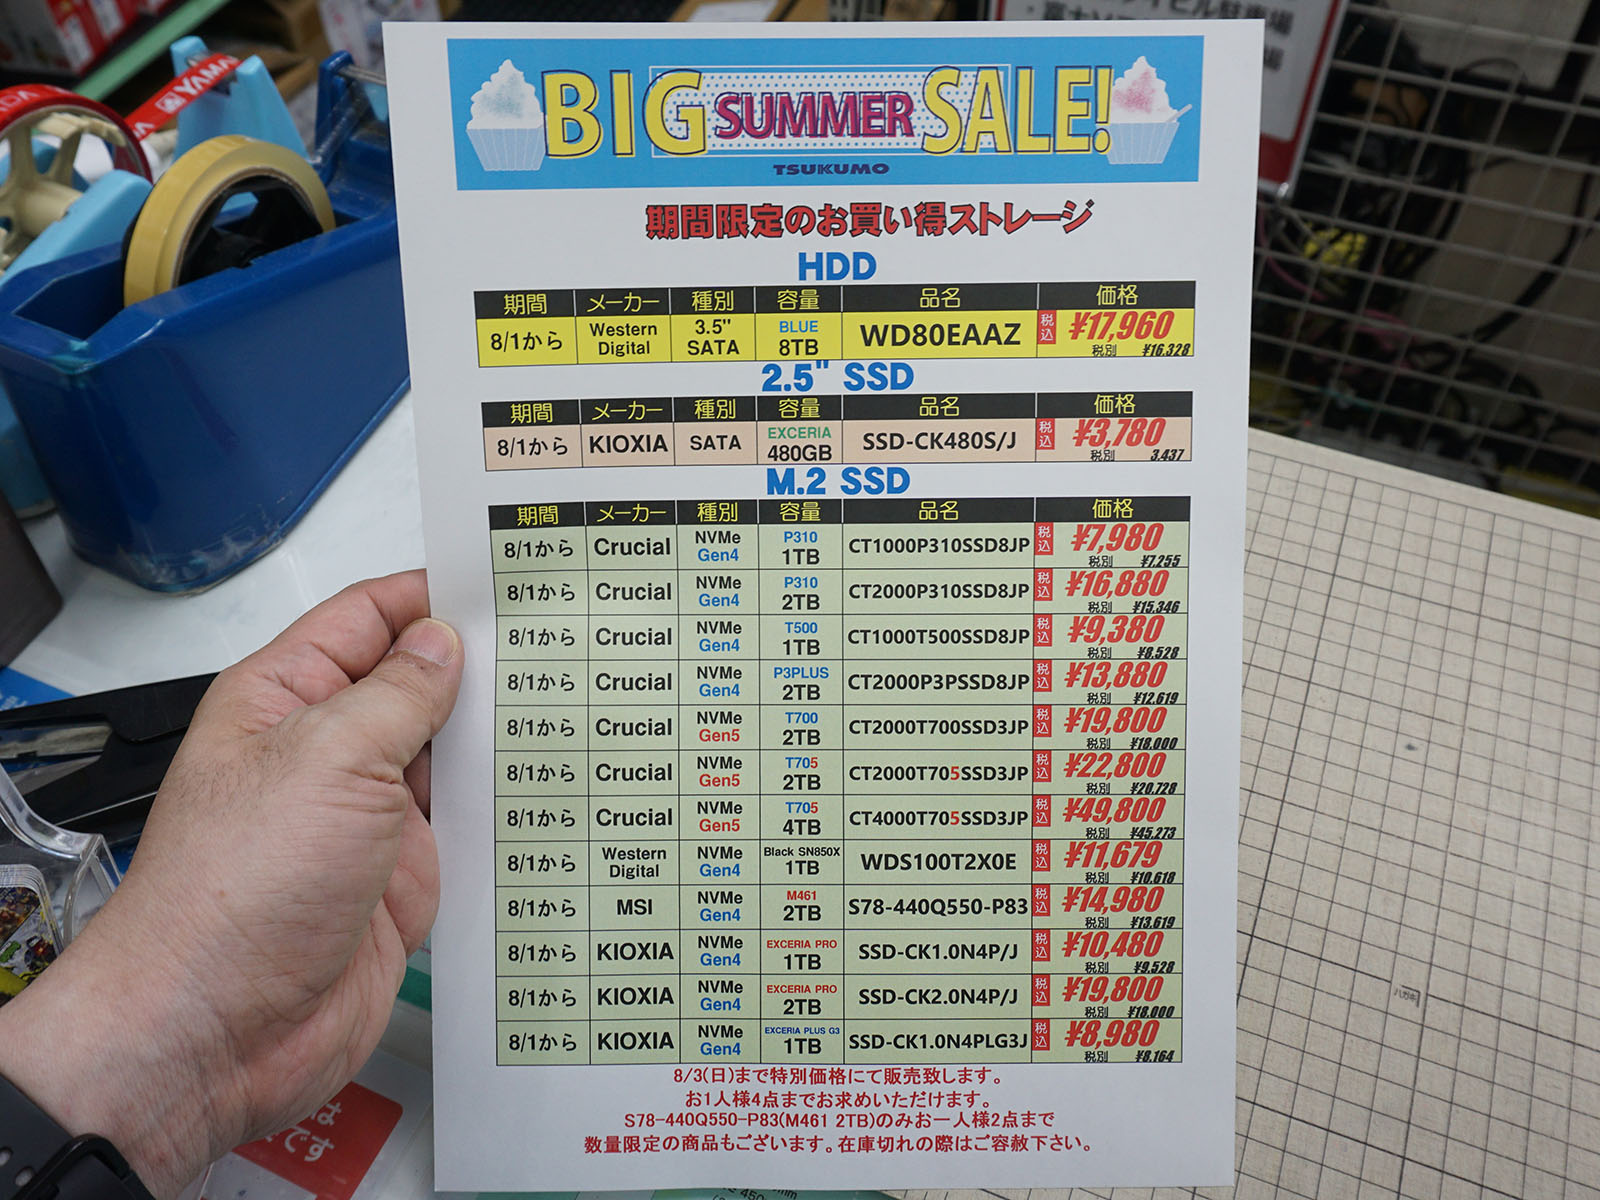 BIG SUMMER SALE!
TSUKUMO
期間限定のお買い得ストレージ
HDD
期間 メーカー 種別 容量 品名 価格
8/1から Western Digital 3.5" SATA BLUE 8TB WD80EAAZ 税込 ¥17,960 税別 ¥16,328
2.5" SSD
期間 メーカー 種別 容量 品名 価格
8/1から KIOXIA SATA EXCERIA 480GB SSD-CK480S/J 税込 ¥3,780 税別 3,437
M.2 SSD
期間 メーカー 種別 容量 品名 価格
8/1から Crucial NVMe Gen4 P310 1TB CT1000P310SSD8JP 税込 ¥7,980 税別 ¥7,255
8/1から Crucial NVMe Gen4 P310 2TB CT2000P310SSD8JP 税込 ¥16,880 税別 ¥15,346
8/1から Crucial NVMe Gen4 T500 1TB CT1000T500SSD8JP 税込 ¥9,380 税別 ¥8,528
8/1から Crucial NVMe Gen4 P3PLUS 2TB CT2000P3PSSD8JP 税込 ¥13,880 税別 ¥12,619
8/1から Crucial NVMe Gen5 T700 2TB CT2000T700SSD3JP 税込 ¥19,800 税別 ¥18,000
8/1から Crucial NVMe Gen5 T705 2TB CT2000T705SSD3JP 税込 ¥22,800 税別 ¥20,728
8/1から Crucial NVMe Gen5 T705 4TB CT4000T705SSD3JP 税込 ¥49,800 税別 ¥45,273
8/1から Western Digital NVMe Gen4 Black SN850X 1TB WDS100T2X0E 税込 ¥11,679 税別 ¥10,618
8/1から MSI NVMe Gen4 M461 2TB S78-440Q550-P83 税込 ¥14,980 税別 ¥13,619
8/1から KIOXIA NVMe Gen4 EXCERIA PRO 1TB SSD-CK1.0N4P/J 税込 ¥10,480 税別 ¥9,528
8/1から KIOXIA NVMe Gen4 EXCERIA PRO 2TB SSD-CK2.0N4P/J 税込 ¥19,800 税別 ¥18,000
8/1から KIOXIA NVMe Gen4 EXCERIA PLUS G3 1TB SSD-CK1.0N4PLG3J 税込 ¥8,980 税別 ¥8,164
8/3(日)まで特別価格にて販売致します。
お1人様4点までお求めいただけます。
S78-440Q550-P83(M461 2TB)のみお一人様2点まで
数量限定の商品もございます。在庫切れの際はご容赦下さい。
ハガキ